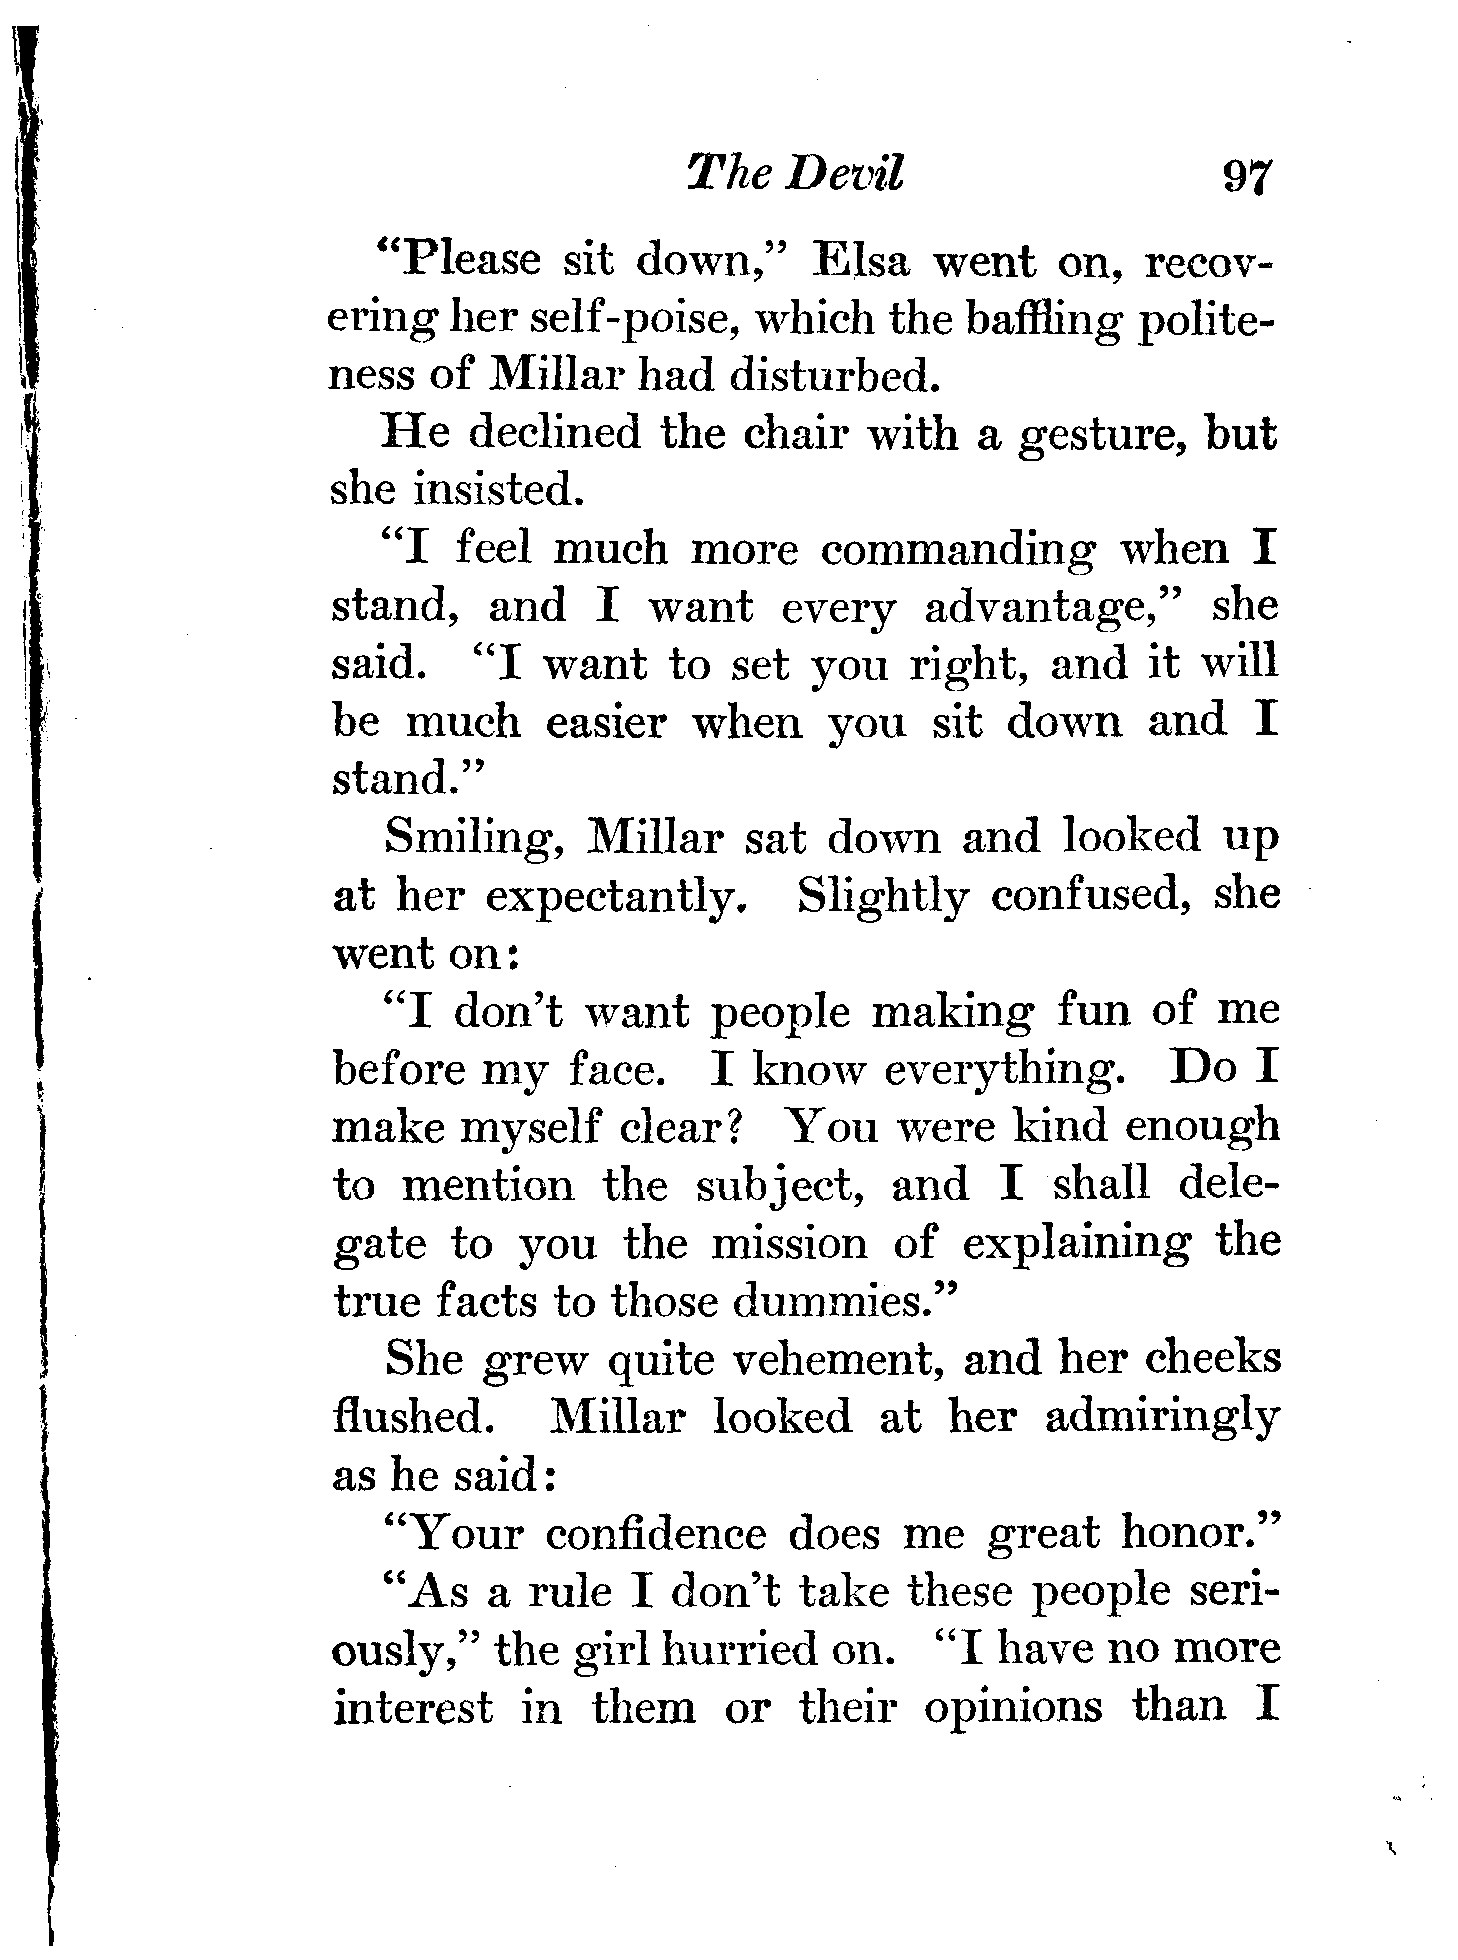 The Devil 97
“Please sit down,” Elsa went on, recov-
ering her self-poise, which the baffling polite-
ness of Millar had disturbed.
He declined the chair with a gesture, but
she insisted.
“I feel much more commanding when I
stand, and I want every advantage,” she
said. “I want to set you right, and it will
be much easier when you sit down and I
stand.”
Smiling, Millar sat down and looked up
at her expectantly. Slightly confused, she
went on:
“I don’t want people making fun of me
before my face. I know everything. Do I
make myself clear? You were kind enough
to mention the subject, and I shall dele-
gate to you the mission of explaining the
true facts to those dummies.”
She grew quite vehement, and her cheeks
flushed. Millar looked at her admiringly
as he said:
“Your confidence does me great honor.”
“As a rule I don’t take these people seri-
ously,” the girl hurried on. “I have no more
interest in them or their opinions than I